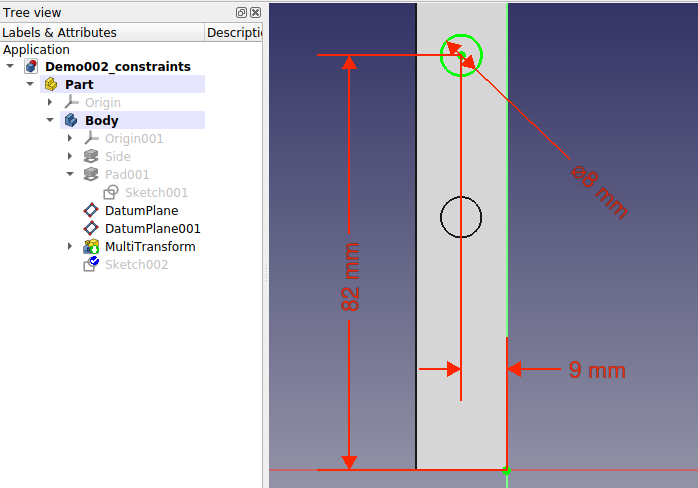 Tree view
Labels & Attributes Descripti
Application
Demo002_constraints
Part
Origin
Body
Origin001
Side
Pad001
Sketch001
DatumPlane
DatumPlane001
MultiTransform
Sketch002
⌀8 mm
82 mm
9 mm